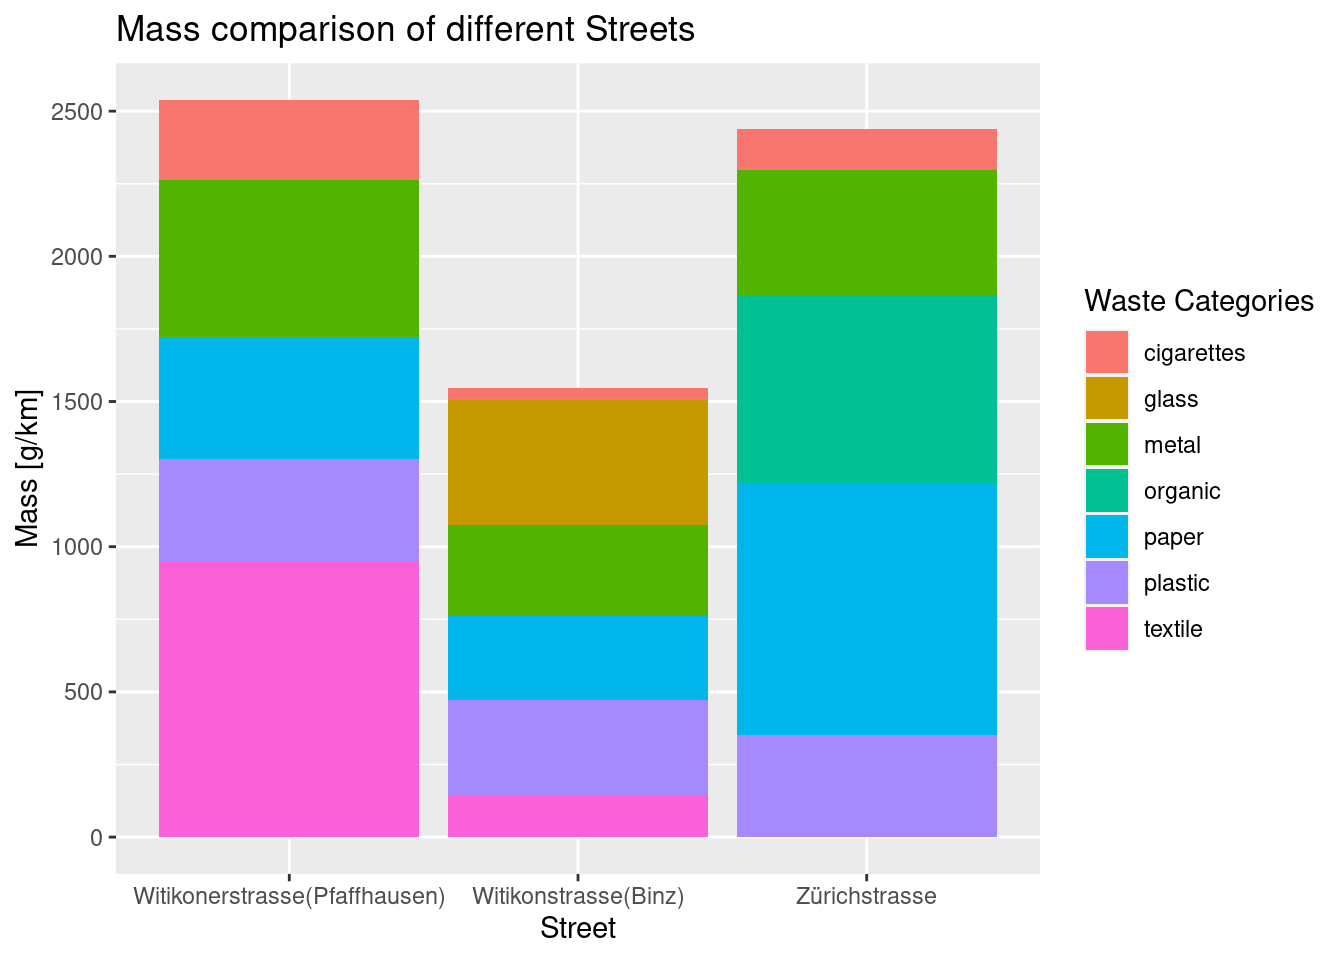 Mass comparison of different Streets
Mass [g/km]
2500
2000
1500
1000
500
0
Witikonerstrasse(Pfaffhausen)
Witikonstrasse(Binz)
Zürichstrasse
Street
Waste Categories
cigarettes
glass
metal
organic
paper
plastic
textile